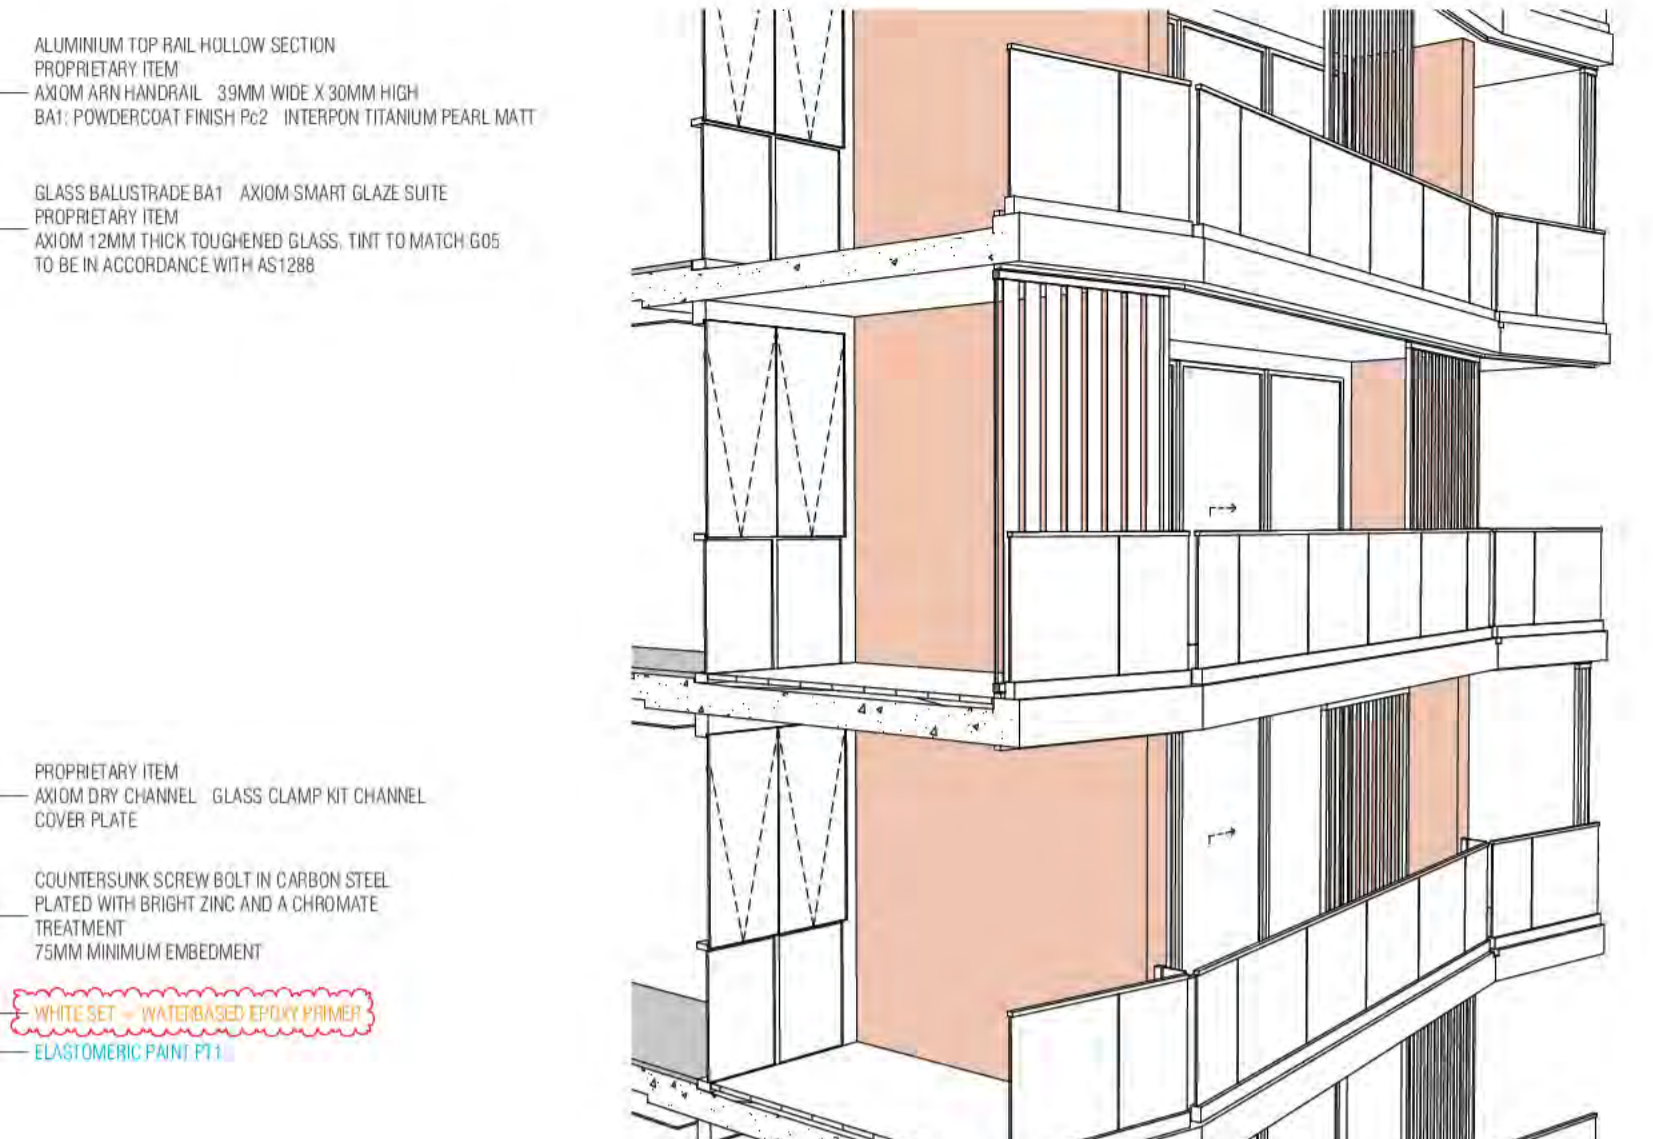 ALUMINIUM TOP RAIL HOLLOW SECTION
PROPRIETARY ITEM
AXIOM ARN HANDRAIL 39MM WIDE X 30MM HIGH
BA1: POWDERCOAT FINISH Pc2 INTERPON TITANIUM PEARL MATT
GLASS BALUSTRADE BA1 AXIOM SMART GLAZE SUITE
PROPRIETARY ITEM
AXIOM 12MM THICK TOUGHENED GLASS. TINT TO MATCH G05
TO BE IN ACCORDANCE WITH AS1288
PROPRIETARY ITEM
AXIOM DRY CHANNEL GLASS CLAMP KIT CHANNEL
COVER PLATE
COUNTERSUNK SCREW BOLT IN CARBON STEEL
PLATED WITH BRIGHT ZINC AND A CHROMATE
TREATMENT
75MM MINIMUM EMBEDMENT
WHITE SET - WATERBASED EPOXY PRIMER
ELASTOMERIC PAINT PT1